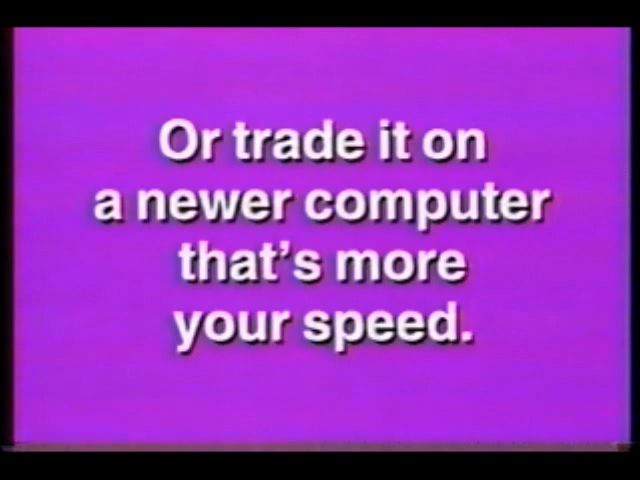 Or trade it on
a newer computer
that's more
your speed.